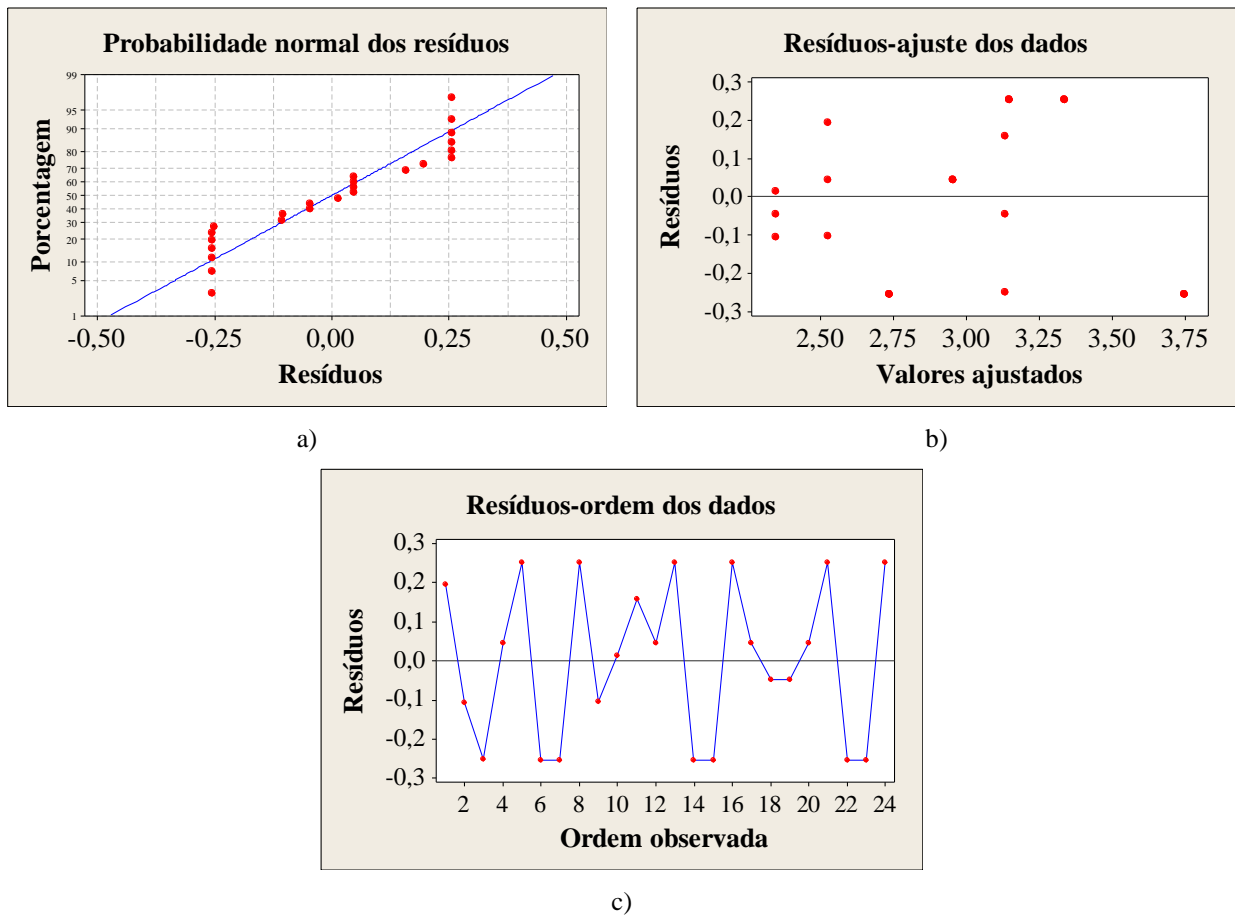 Probabilidade normal dos resíduos
Porcentagem
99
95
90
80
70
60
50
40
30
20
10
5
1
-0,50 -0,25 0,00 0,25 0,50
Resíduos
a)
Resíduos-ajuste dos dados
Resíduos
0,3
0,2
0,1
0,0
-0,1
-0,2
-0,3
2,50 2,75 3,00 3,25 3,50 3,75
Valores ajustados
b)
Resíduos-ordem dos dados
Resíduos
0,3
0,2
0,1
0,0
-0,1
-0,2
-0,3
2 4 6 8 10 12 14 16 18 20 22 24
Ordem observada
c)